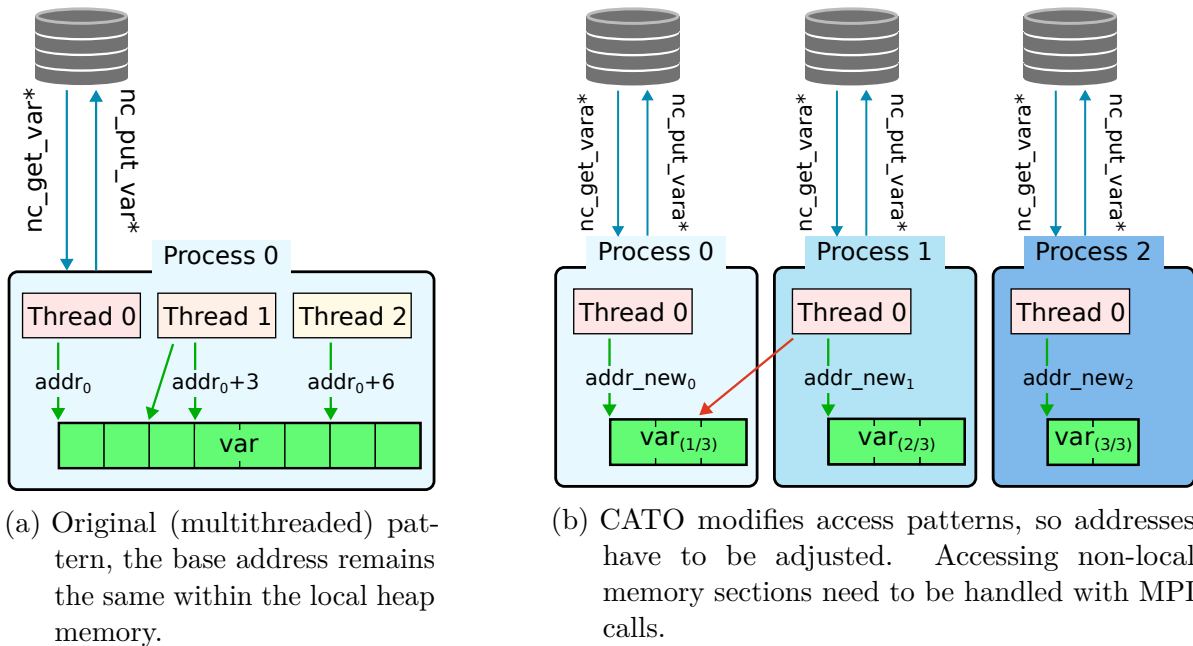 nc_get_var*
nc_put_var*
Process 0
Thread 0
Thread 1
Thread 2
addr₀
addr₀+3
addr₀+6
var
(a) Original (multithreaded) pat-
tern, the base address remains
the same within the local heap
memory.
nc_get_vara*
nc_put_vara*
nc_get_vara*
nc_put_vara*
nc_get_vara*
nc_put_vara*
Process 0
Process 1
Process 2
Thread 0
Thread 0
Thread 0
addr_new₀
addr_new₁
addr_new₂
var₍₁/₃₎
var₍₂/₃₎
var₍₃/₃₎
(b) CATO modifies access patterns, so addresses
have to be adjusted. Accessing non-local
memory sections need to be handled with MPI
calls.